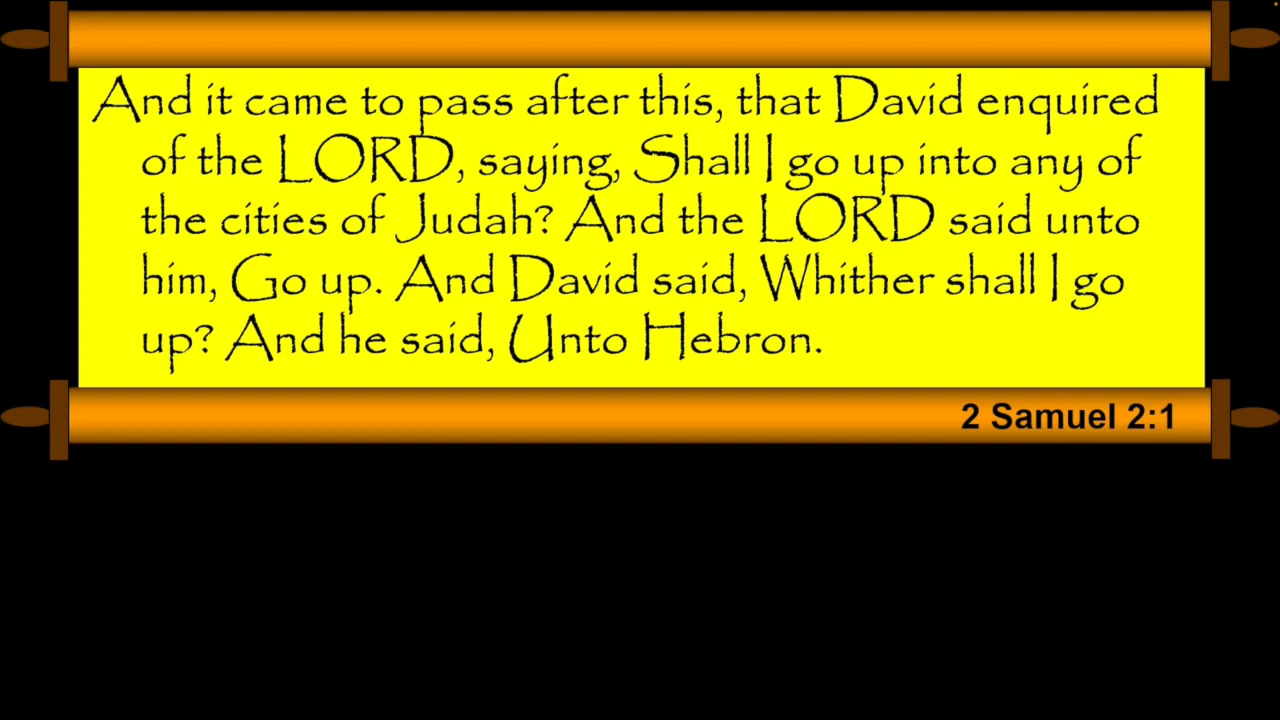 And it came to pass after this, that David enquired
of the LORD, saying, Shall I go up into any of
the cities of Judah? And the LORD said unto
him, Go up. And David said, Whither shall I go
up? And he said, Unto Hebron.
2 Samuel 2:1